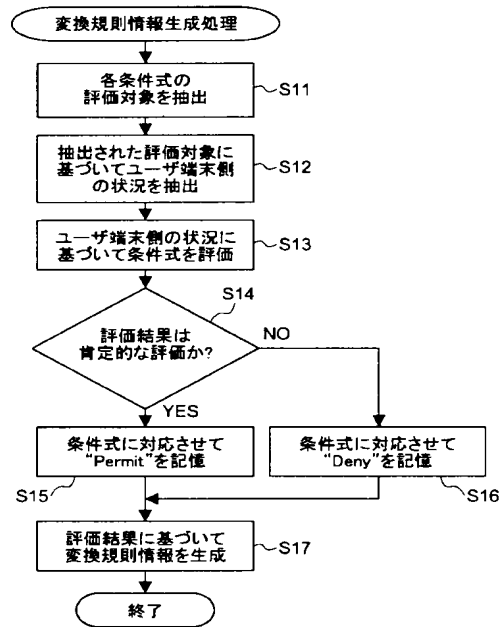 変換規則情報生成処理
各条件式の
評価対象を抽出
S11
抽出された評価対象に
基づいてユーザ端末側
の状況を抽出
S12
ユーザ端末側の状況に
基づいて条件式を評価
S13
S14
評価結果は
肯定的な評価か?
NO
YES
条件式に対応させて
“Permit”を記憶
S15
条件式に対応させて
“Deny”を記憶
S16
評価結果に基づいて
変換規則情報を生成
S17
終了